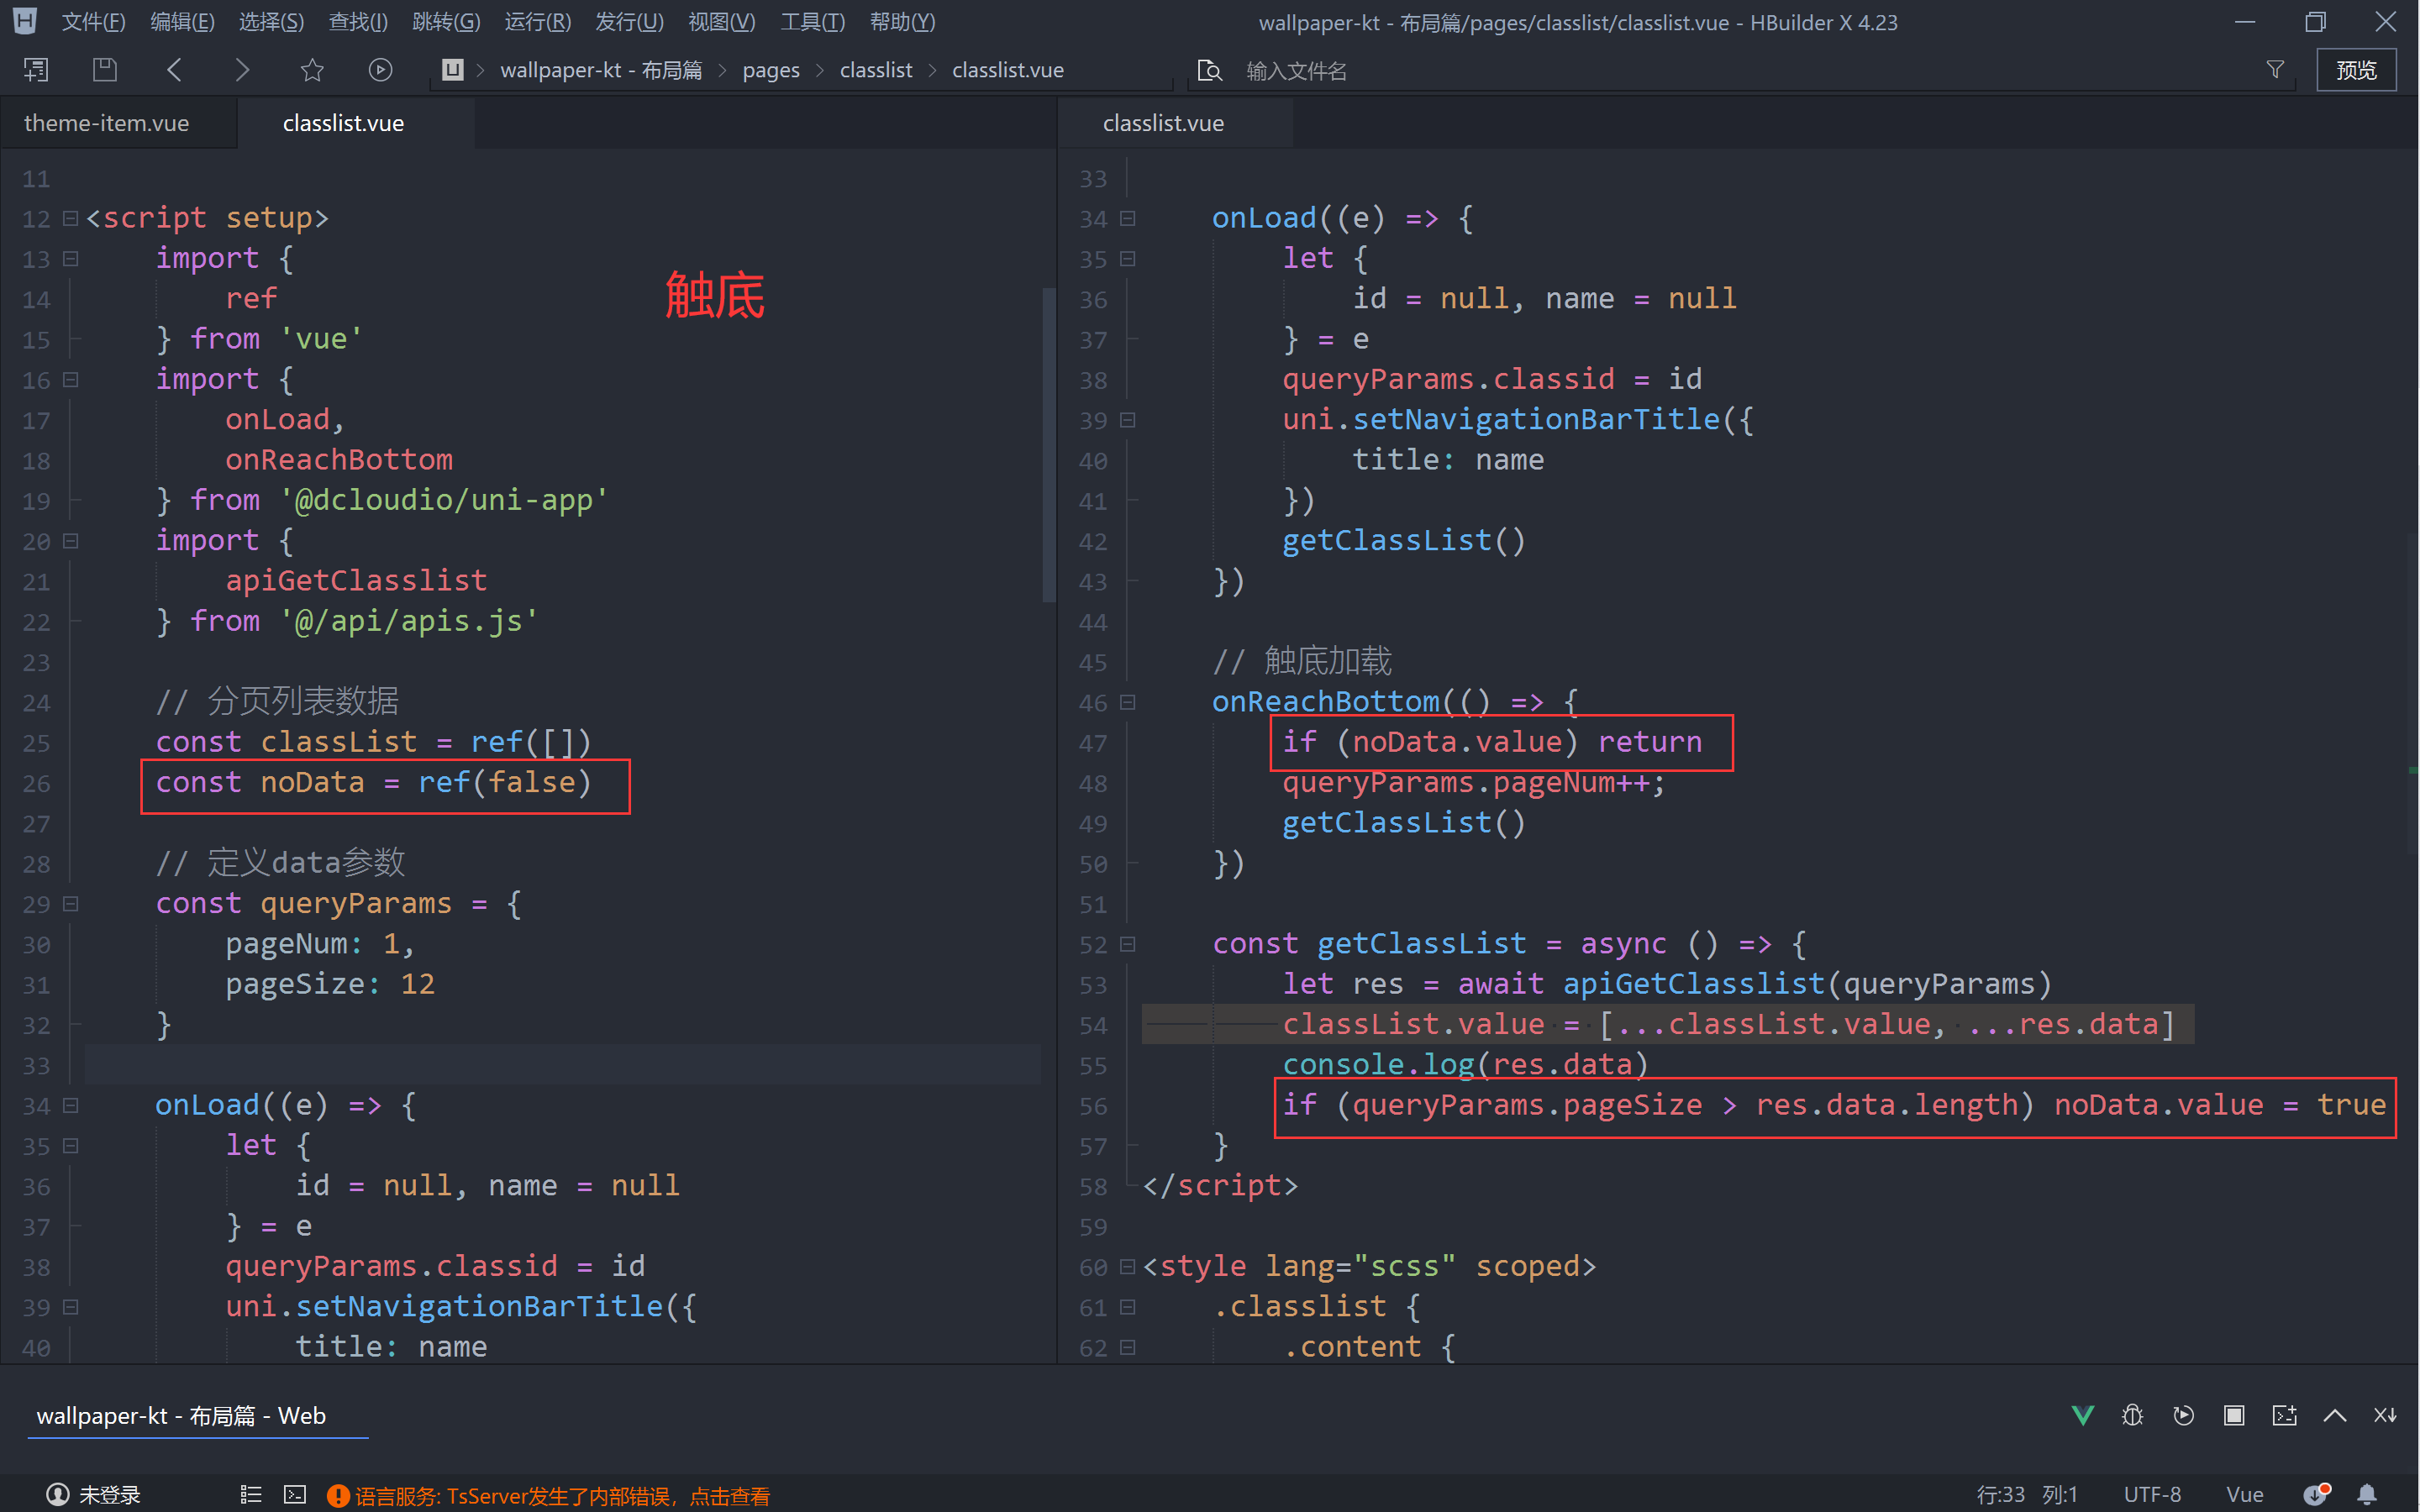 文件(F) 编辑(E) 选择(S) 查找(I) 跳转(G) 运行(R) 发行(U) 视图(V) 工具(T) 帮助(Y) wallpaper-kt - 布局篇/pages/classlist/classlist.vue - HBuilder X 4.23
wallpaper-kt - 布局篇 pages classlist classlist.vue 输入文件名 预览
theme-item.vue classlist.vue
11
12 <script setup>
13 import {
14 ref
15 } from 'vue'
16 import {
17 onLoad,
18 onReachBottom
19 } from '@dcloudio/uni-app'
20 import {
21 apiGetClasslist
22 } from '@/api/apis.js'
23
24 // 分页列表数据
25 const classList = ref([])
26 const noData = ref(false)
27
28 // 定义data参数
29 const queryParams = {
30 pageNum: 1,
31 pageSize: 12
32 }
33
34 onLoad((e) => {
35 let {
36 id = null, name = null
37 } = e
38 queryParams.classid = id
39 uni.setNavigationBarTitle({
40 title: name
触底
classlist.vue
33
34 onLoad((e) => {
35 let {
36 id = null, name = null
37 } = e
38 queryParams.classid = id
39 uni.setNavigationBarTitle({
40 title: name
41 })
42 getClassList()
43 })
44
45 // 触底加载
46 onReachBottom(() => {
47 if (noData.value) return
48 queryParams.pageNum++;
49 getClassList()
50 })
51
52 const getClassList = async () => {
53 let res = await apiGetClasslist(queryParams)
54 classList.value = [...classList.value, ...res.data]
55 console.log(res.data)
56 if (queryParams.pageSize > res.data.length) noData.value = true
57 }
58 </script>
59
60 <style lang="scss" scoped>
61 .classlist {
62 .content {
wallpaper-kt - 布局篇 - Web
未登录 语言服务: TsServer发生了内部错误，点击查看 行:33 列:1 UTF-8 Vue